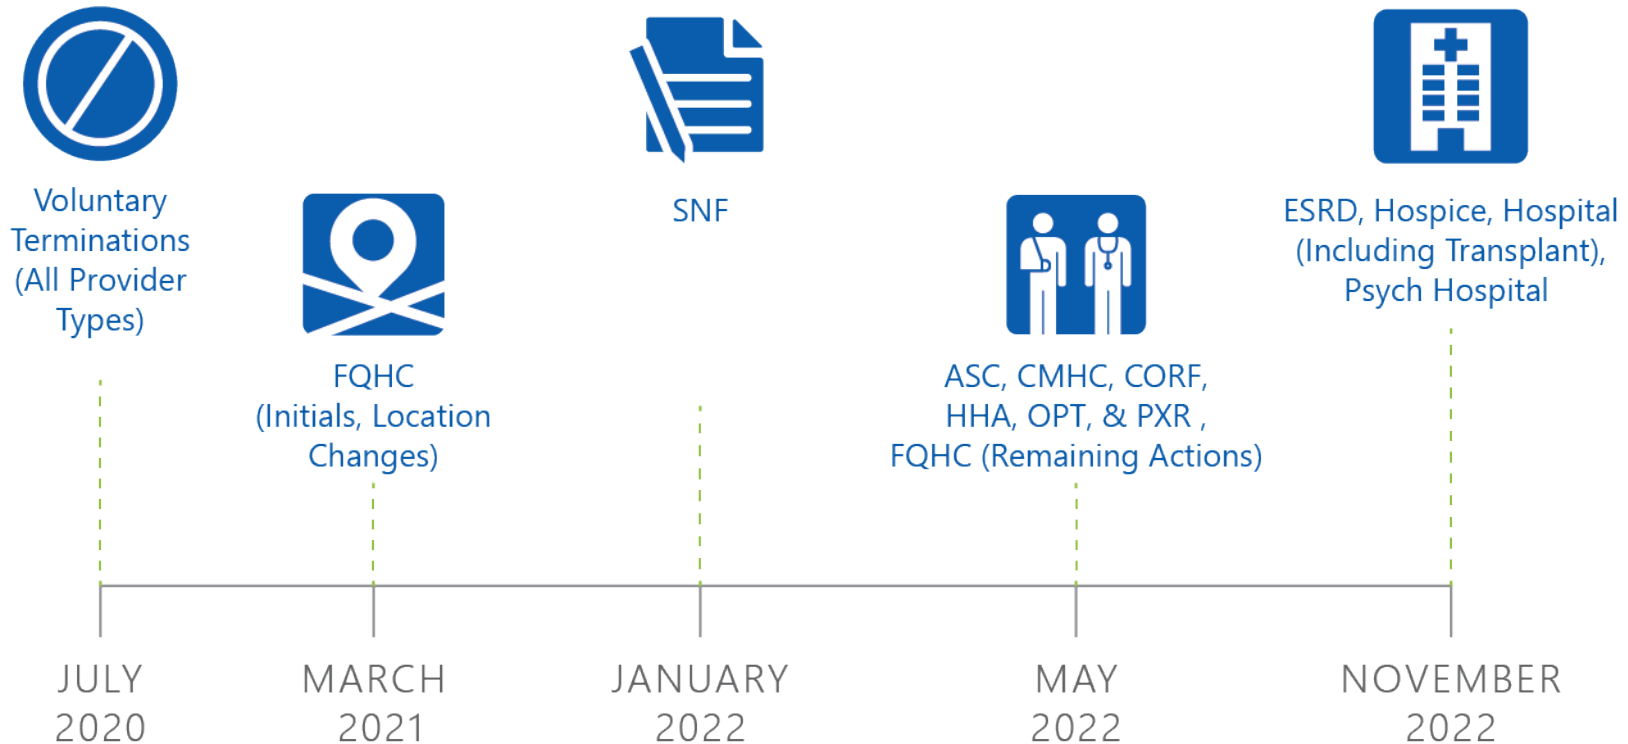 Voluntary
Terminations
(All Provider
Types)
FQHC
(Initials, Location
Changes)
SNF
ASC, CMHC, CORF,
HHA, OPT, & PXR ,
FQHC (Remaining Actions)
ESRD, Hospice, Hospital
(Including Transplant),
Psych Hospital
JULY
2020
MARCH
2021
JANUARY
2022
MAY
2022
NOVEMBER
2022